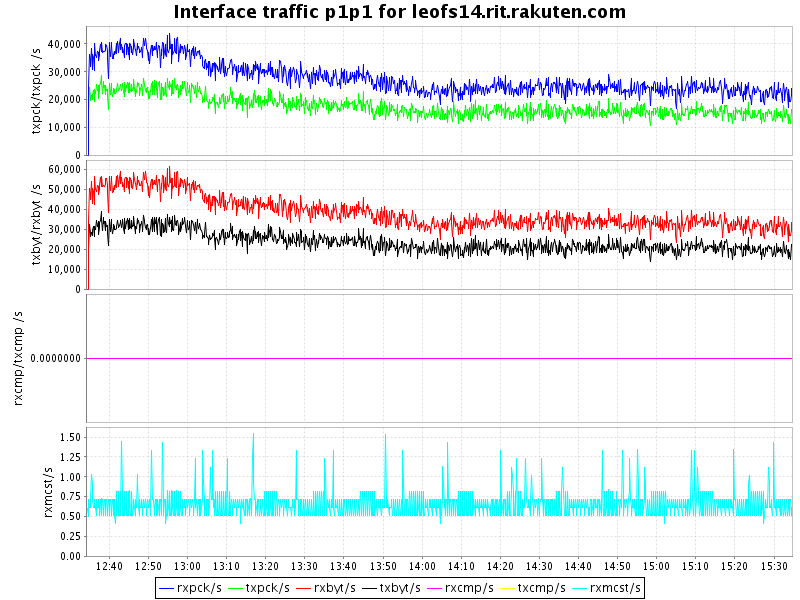 Interface traffic p1p1 for leofs14.rit.rakuten.com
txpck/txpck /s
40,000
30,000
20,000
10,000
0
txbyt/rxbyt /s
60,000
50,000
40,000
30,000
20,000
10,000
0
rxcmp/txcmp /s
0.0000000
rxmcst/s
1.50
1.25
1.00
0.75
0.50
0.25
0.00
12:40 12:50 13:00 13:10 13:20 13:30 13:40 13:50 14:00 14:10 14:20 14:30 14:40 14:50 15:00 15:10 15:20 15:30
rxpck/s txpck/s rxbyt/s txbyt/s rxcmp/s txcmp/s rxmcst/s